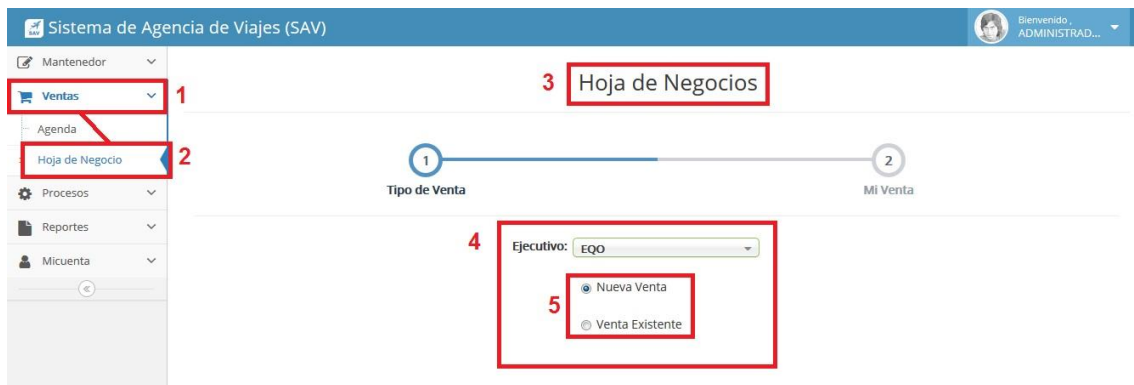 Sistema de Agencia de Viajes (SAV)
Bienvenido ,
ADMINISTRAD...
Mantenedor
Ventas
1
Agenda
Hoja de Negocio
2
Procesos
Reportes
Micuenta
3
Hoja de Negocios
1
2
Tipo de Venta
Mi Venta
4
Ejecutivo:
EQO
5
Nueva Venta
Venta Existente